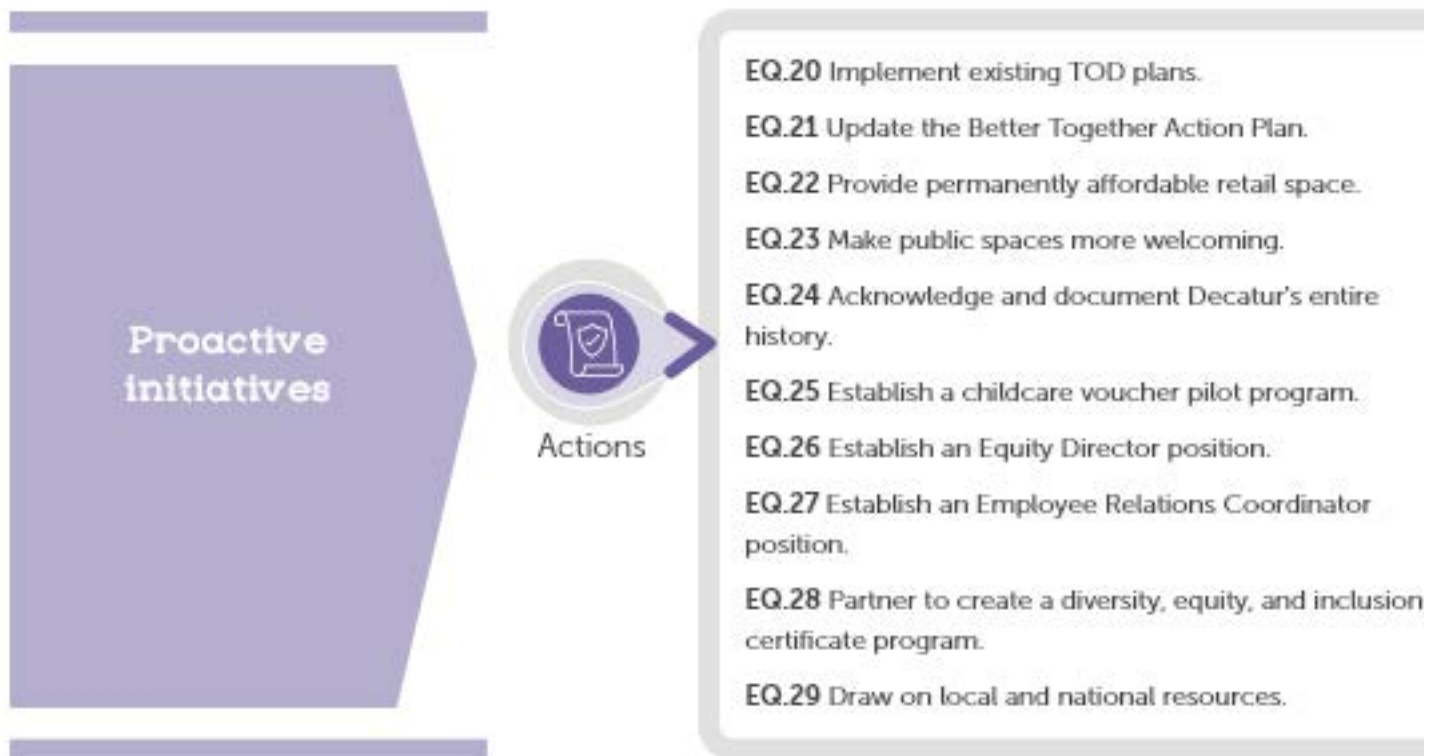 Proactive
initiatives
Actions
EQ.20 Implement existing TOD plans.
EQ.21 Update the Better Together Action Plan.
EQ.22 Provide permanently affordable retail space.
EQ.23 Make public spaces more welcoming.
EQ.24 Acknowledge and document Decatur's entire
history.
EQ.25 Establish a childcare voucher pilot program.
EQ.26 Establish an Equity Director position.
EQ.27 Establish an Employee Relations Coordinator
position.
EQ.28 Partner to create a diversity, equity, and inclusion
certificate program.
EQ.29 Draw on local and national resources.